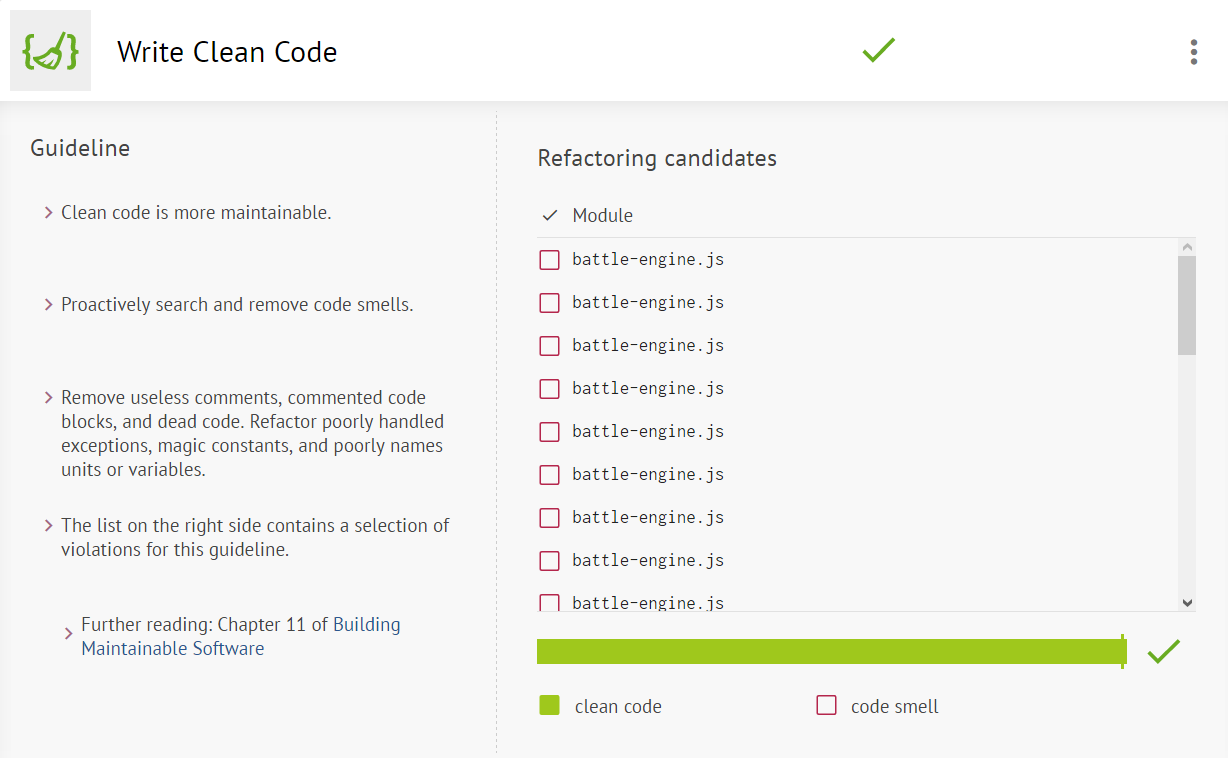 Write Clean Code
Guideline
Clean code is more maintainable.
Proactively search and remove code smells.
Remove useless comments, commented code
blocks, and dead code. Refactor poorly handled
exceptions, magic constants, and poorly names
units or variables.
The list on the right side contains a selection of
violations for this guideline.
Further reading: Chapter 11 of Building
Maintainable Software
Refactoring candidates
Module
battle-engine.js
battle-engine.js
battle-engine.js
battle-engine.js
battle-engine.js
battle-engine.js
battle-engine.js
battle-engine.js
battle-engine.js
clean code
code smell